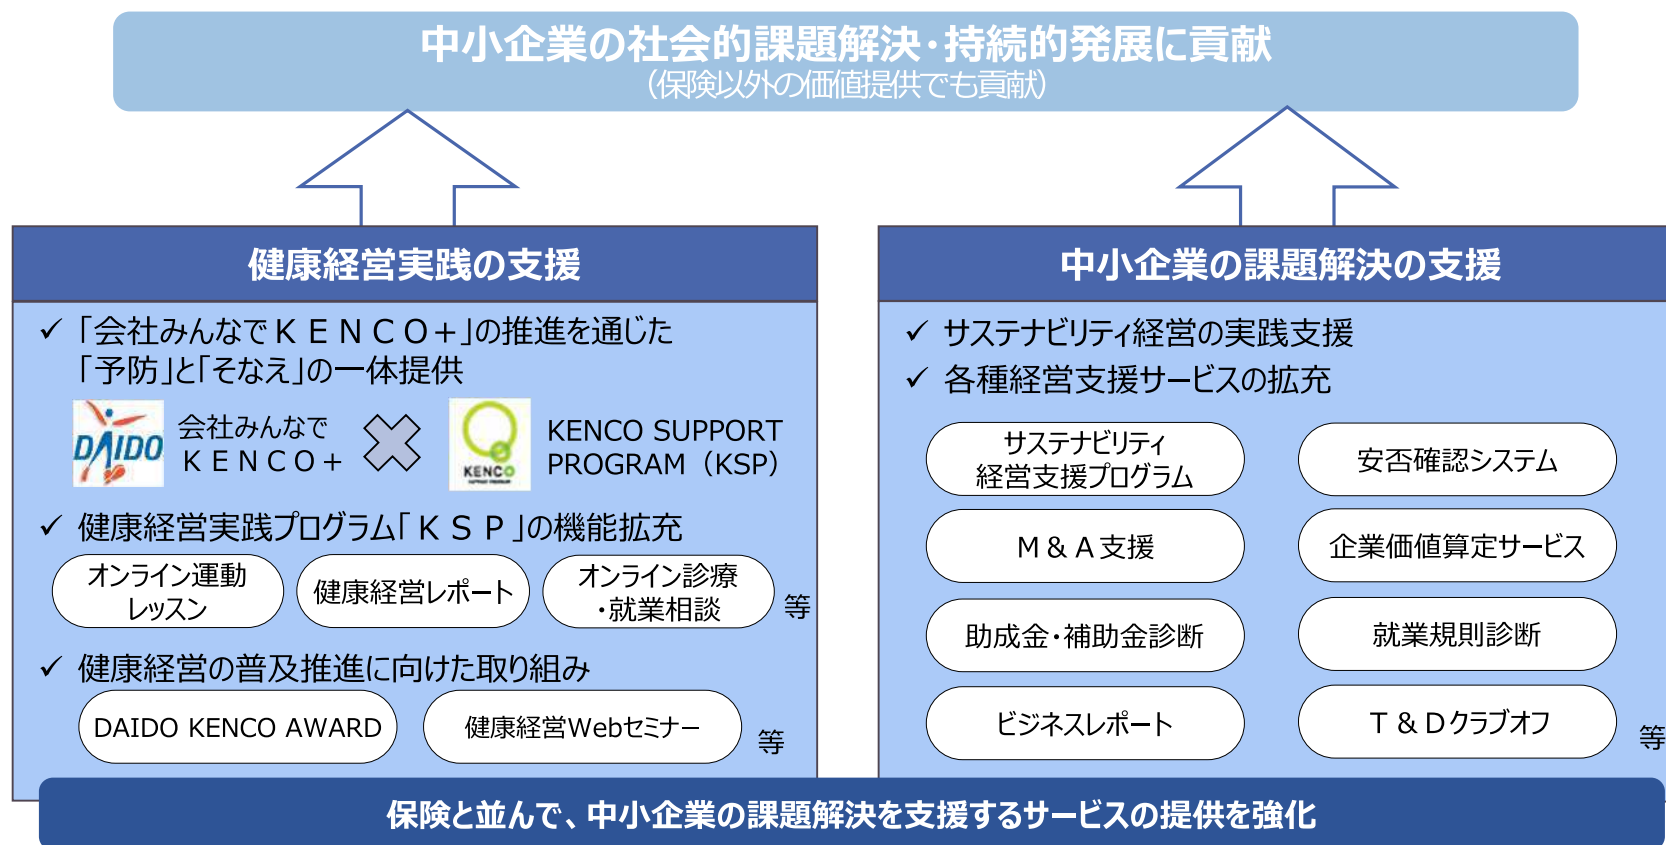 中小企業の社会的課題解決・持続的発展に貢献
（保険以外の価値提供でも貢献）
健康経営実践の支援
✓ 「会社みんなでＫＥＮＣＯ＋」の推進を通じた
「予防」と「そなえ」の一体提供
DAIDO
会社みんなで
ＫＥＮＣＯ＋
KENCO
KENCO SUPPORT
PROGRAM（KSP）
✓ 健康経営実践プログラム「ＫＳＰ」の機能拡充
オンライン運動
レッスン
健康経営レポート
オンライン診療
・就業相談
等
✓ 健康経営の普及推進に向けた取り組み
DAIDO KENCO AWARD
健康経営Webセミナー
等
中小企業の課題解決の支援
✓ サステナビリティ経営の実践支援
✓ 各種経営支援サービスの拡充
サステナビリティ
経営支援プログラム
安否確認システム
Ｍ＆Ａ支援
企業価値算定サービス
助成金・補助金診断
就業規則診断
ビジネスレポート
Ｔ＆Ｄクラブオフ
等
保険と並んで、中小企業の課題解決を支援するサービスの提供を強化